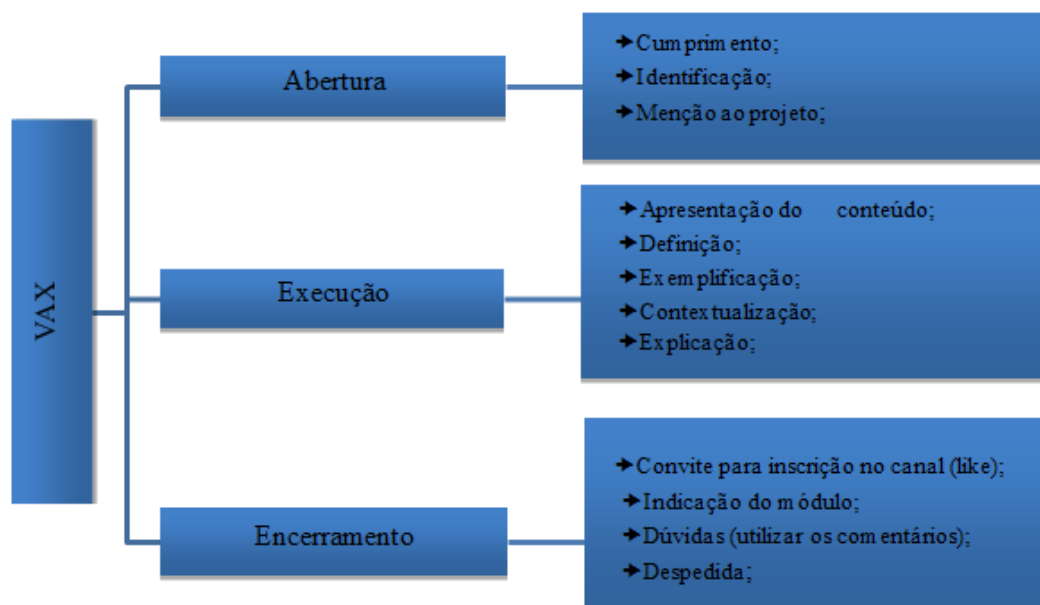 VAX
Abertura
➔Cumprimento;
➔Identificação;
➔Menção ao projeto;
Execução
➔Apresentação do conteúdo;
➔Definição;
➔Exemplificação;
➔Contextualização;
➔Explicação;
Encerramento
➔Convite para inscrição no canal (like);
➔Indicação do módulo;
➔Dúvidas (utilizar os comentários);
➔Despedida;